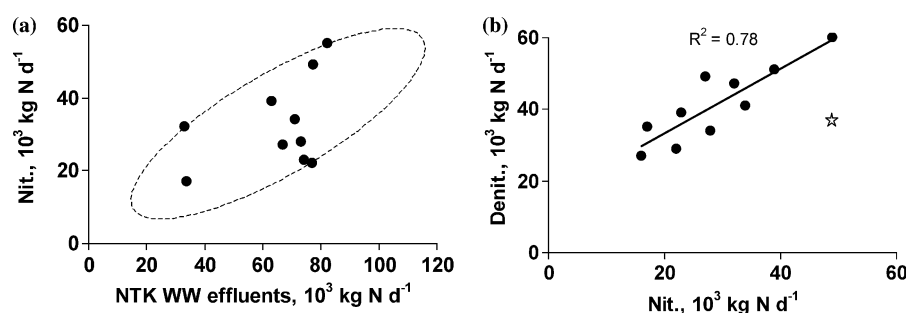 (a)
60
40
20
0
Nit., 10³ kg N d⁻¹
0 20 40 60 80 100 120
NTK WW effluents, 10³ kg N d⁻¹
(b)
R² = 0.78
60
40
20
0
Denit., 10³ kg N d⁻¹
0 20 40 60
Nit., 10³ kg N d⁻¹